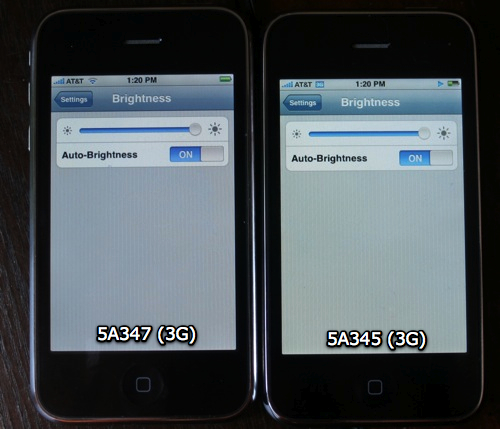 AT&T 1:20 PM
Settings Brightness
Auto-Brightness ON
5A347 (3G)
AT&T 3G 1:20 PM
Settings Brightness
Auto-Brightness ON
5A345 (3G)